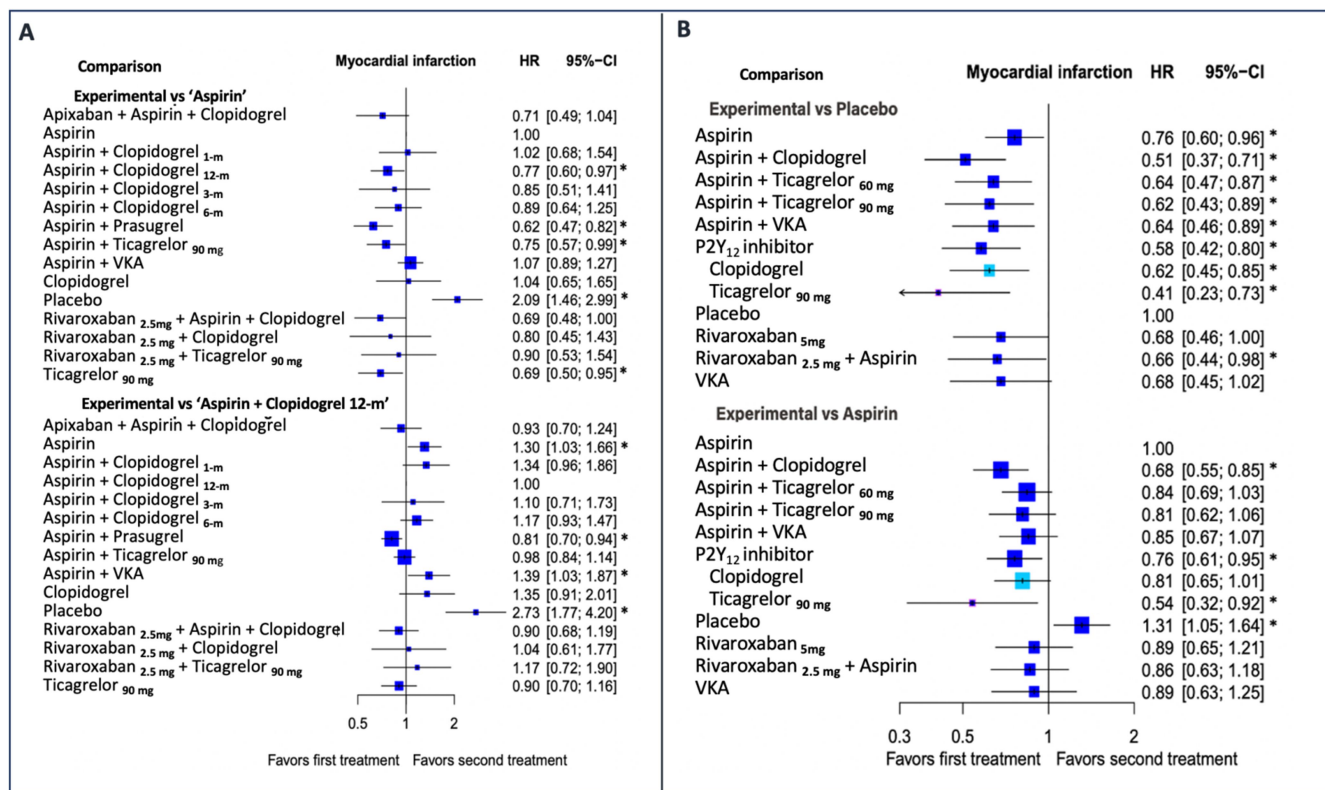 A
Comparison Myocardial infarction HR 95%−CI
Experimental vs 'Aspirin'
Apixaban + Aspirin + Clopidogrel 0.71 [0.49; 1.04]
Aspirin 1.00
Aspirin + Clopidogrel 1-m 1.02 [0.68; 1.54]
Aspirin + Clopidogrel 12-m 0.77 [0.60; 0.97] *
Aspirin + Clopidogrel 3-m 0.85 [0.51; 1.41]
Aspirin + Clopidogrel 6-m 0.89 [0.64; 1.25]
Aspirin + Prasugrel 0.62 [0.47; 0.82] *
Aspirin + Ticagrelor 90 mg 0.75 [0.57; 0.99] *
Aspirin + VKA 1.07 [0.89; 1.27]
Clopidogrel 1.04 [0.65; 1.65]
Placebo 2.09 [1.46; 2.99] *
Rivaroxaban 2.5mg + Aspirin + Clopidogrel 0.69 [0.48; 1.00]
Rivaroxaban 2.5 mg + Clopidogrel 0.80 [0.45; 1.43]
Rivaroxaban 2.5 mg + Ticagrelor 90 mg 0.90 [0.53; 1.54]
Ticagrelor 90 mg 0.69 [0.50; 0.95] *
Experimental vs 'Aspirin + Clopidogrel 12-m'
Apixaban + Aspirin + Clopidogrel 0.93 [0.70; 1.24]
Aspirin 1.30 [1.03; 1.66] *
Aspirin + Clopidogrel 1-m 1.34 [0.96; 1.86]
Aspirin + Clopidogrel 12-m 1.00
Aspirin + Clopidogrel 3-m 1.10 [0.71; 1.73]
Aspirin + Clopidogrel 6-m 1.17 [0.93; 1.47]
Aspirin + Prasugrel 0.81 [0.70; 0.94] *
Aspirin + Ticagrelor 90 mg 0.98 [0.84; 1.14]
Aspirin + VKA 1.39 [1.03; 1.87] *
Clopidogrel 1.35 [0.91; 2.01]
Placebo 2.73 [1.77; 4.20] *
Rivaroxaban 2.5mg + Aspirin + Clopidogrel 0.90 [0.68; 1.19]
Rivaroxaban 2.5 mg + Clopidogrel 1.04 [0.61; 1.77]
Rivaroxaban 2.5 mg + Ticagrelor 90 mg 1.17 [0.72; 1.90]
Ticagrelor 90 mg 0.90 [0.70; 1.16]
0.5 1 2
Favors first treatment Favors second treatment
B
Comparison Myocardial infarction HR 95%−CI
Experimental vs Placebo
Aspirin 0.76 [0.60; 0.96] *
Aspirin + Clopidogrel 0.51 [0.37; 0.71] *
Aspirin + Ticagrelor 60 mg 0.64 [0.47; 0.87] *
Aspirin + Ticagrelor 90 mg 0.62 [0.43; 0.89] *
Aspirin + VKA 0.64 [0.46; 0.89] *
P2Y12 inhibitor 0.58 [0.42; 0.80] *
Clopidogrel 0.62 [0.45; 0.85] *
Ticagrelor 90 mg 0.41 [0.23; 0.73] *
Placebo 1.00
Rivaroxaban 5mg 0.68 [0.46; 1.00]
Rivaroxaban 2.5 mg + Aspirin 0.66 [0.44; 0.98] *
VKA 0.68 [0.45; 1.02]
Experimental vs Aspirin
Aspirin 1.00
Aspirin + Clopidogrel 0.68 [0.55; 0.85] *
Aspirin + Ticagrelor 60 mg 0.84 [0.69; 1.03]
Aspirin + Ticagrelor 90 mg 0.81 [0.62; 1.06]
Aspirin + VKA 0.85 [0.67; 1.07]
P2Y12 inhibitor 0.76 [0.61; 0.95] *
Clopidogrel 0.81 [0.65; 1.01]
Ticagrelor 90 mg 0.54 [0.32; 0.92] *
Placebo 1.31 [1.05; 1.64] *
Rivaroxaban 5mg 0.89 [0.65; 1.21]
Rivaroxaban 2.5 mg + Aspirin 0.86 [0.63; 1.18]
VKA 0.89 [0.63; 1.25]
0.3 0.5 1 2
Favors first treatment Favors second treatment